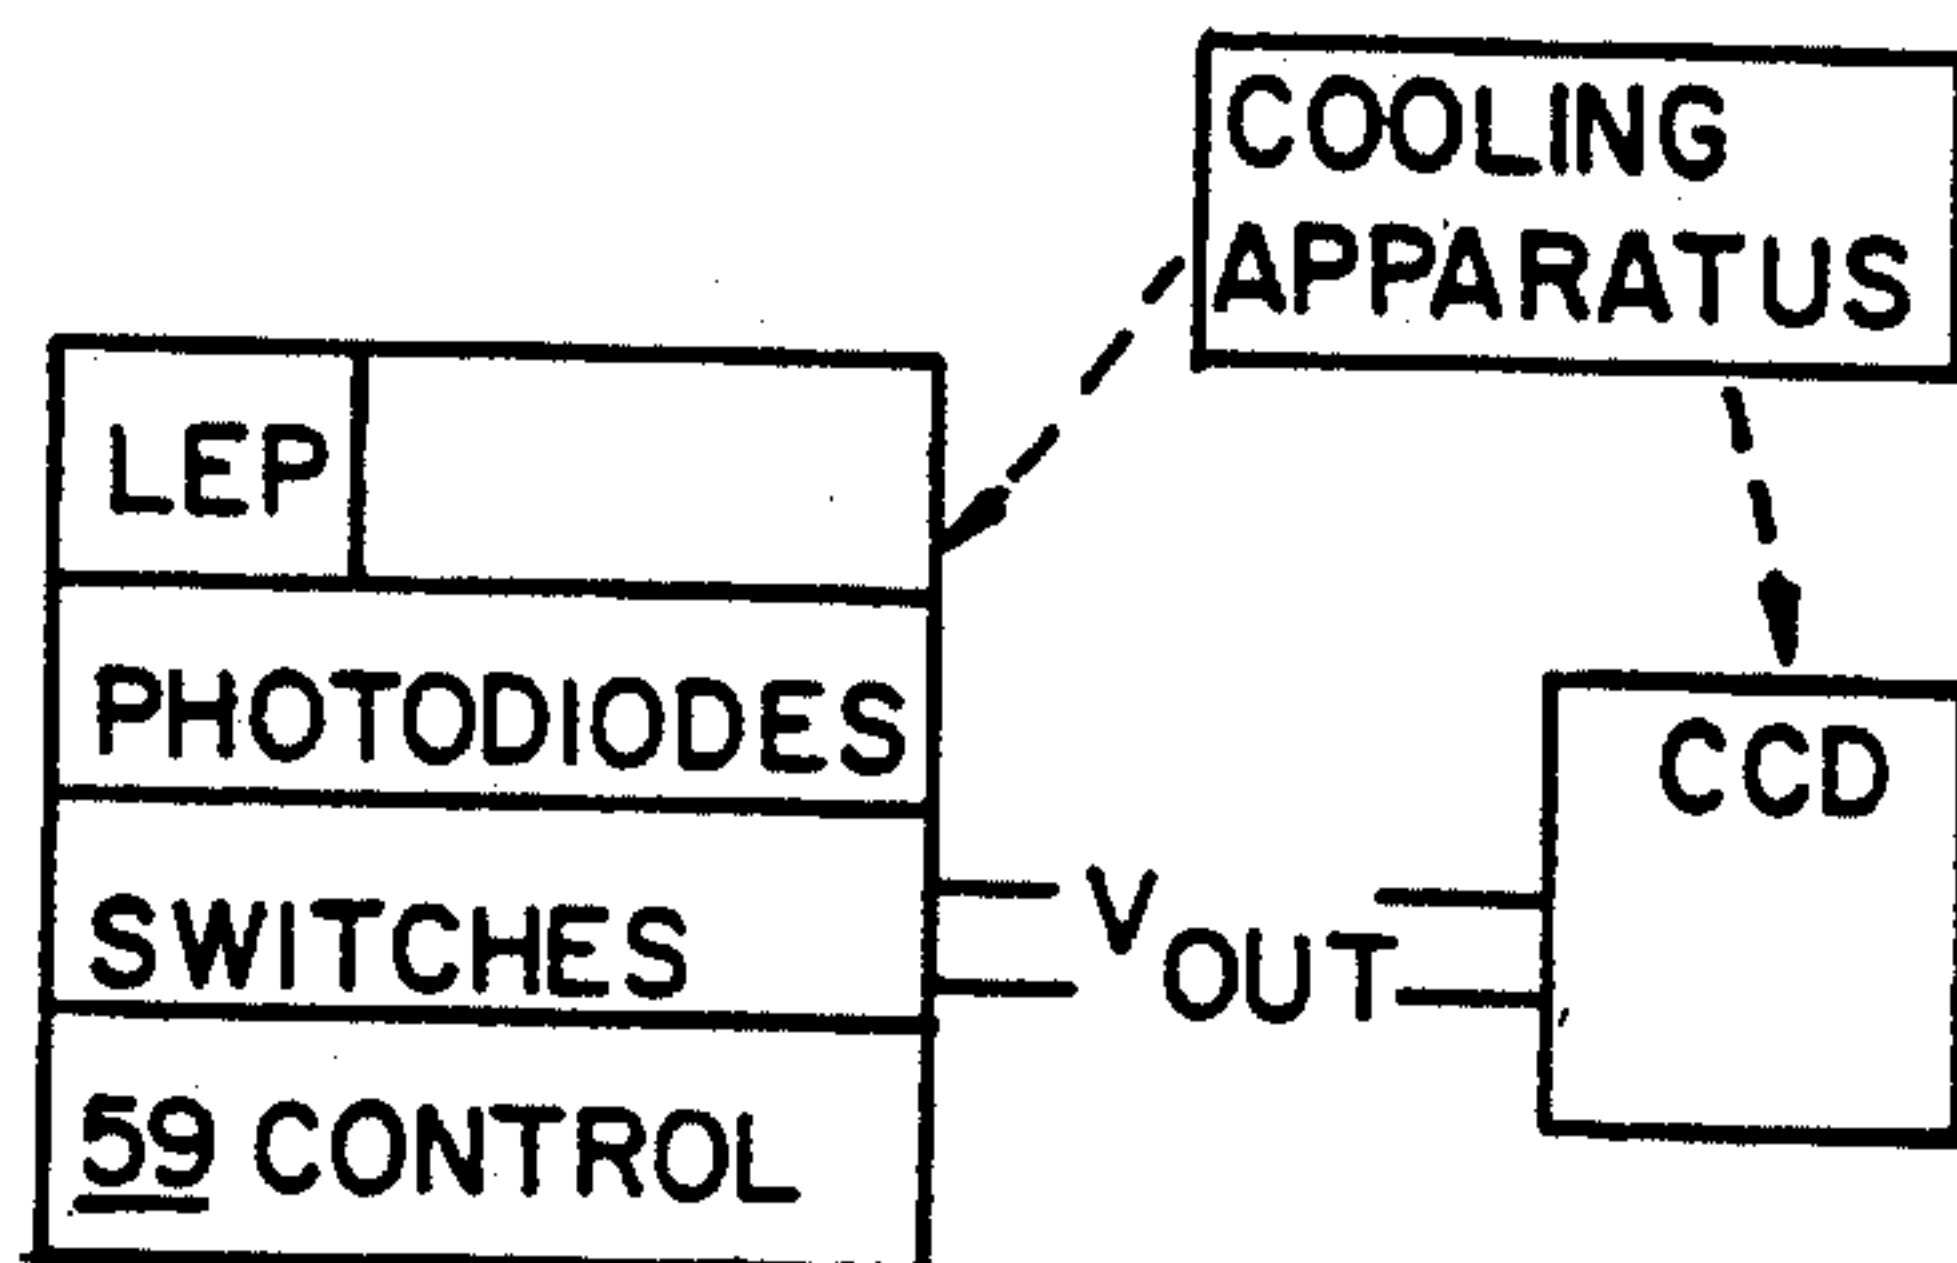 COOLING
APPARATUS
LEP
PHOTODIODES
SWITCHES
59 CONTROL
VOUT
CCD